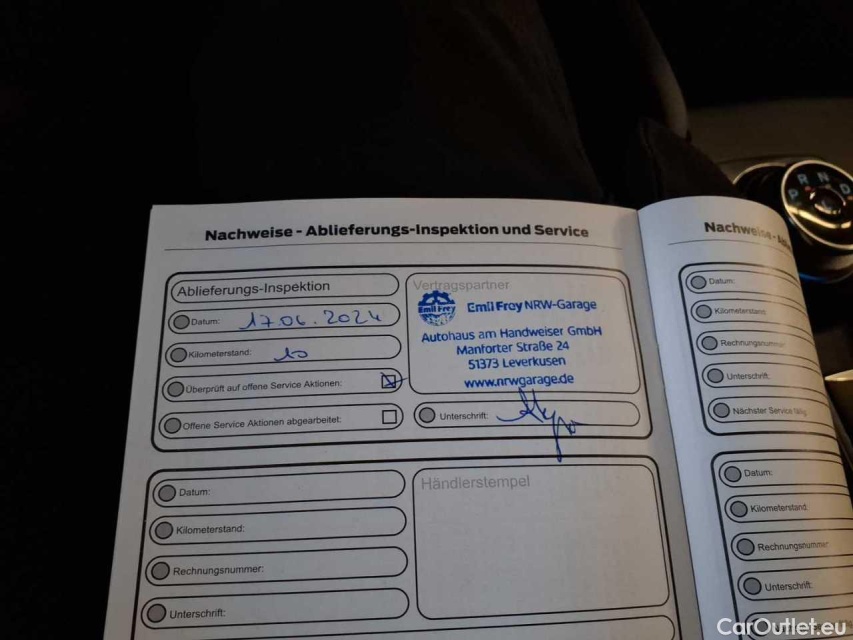 Nachweise - Ablieferungs-Inspektion und Service
Ablieferungs-Inspektion
Datum: 17.06.2024
Kilometerstand: 10
Überprüft auf offene Service Aktionen:
Offene Service Aktionen abgearbeitet:
Vertragspartner
Emil Frey
Emil Frey NRW-Garage
Autohaus am Handweiser GmbH
Manforter Straße 24
51373 Leverkusen
www.nrwgarage.de
Unterschrift:
Datum:
Kilometerstand:
Rechnungsnummer:
Unterschrift:
Händlerstempel
Nachweise - 
Datum:
Kilometerstand:
Rechnungsnummer
Unterschrift:
Nächster Service fällig
Datum:
Kilometerstand:
Rechnungsnummer
Unterschrift:
P R N D
CarOutlet.eu